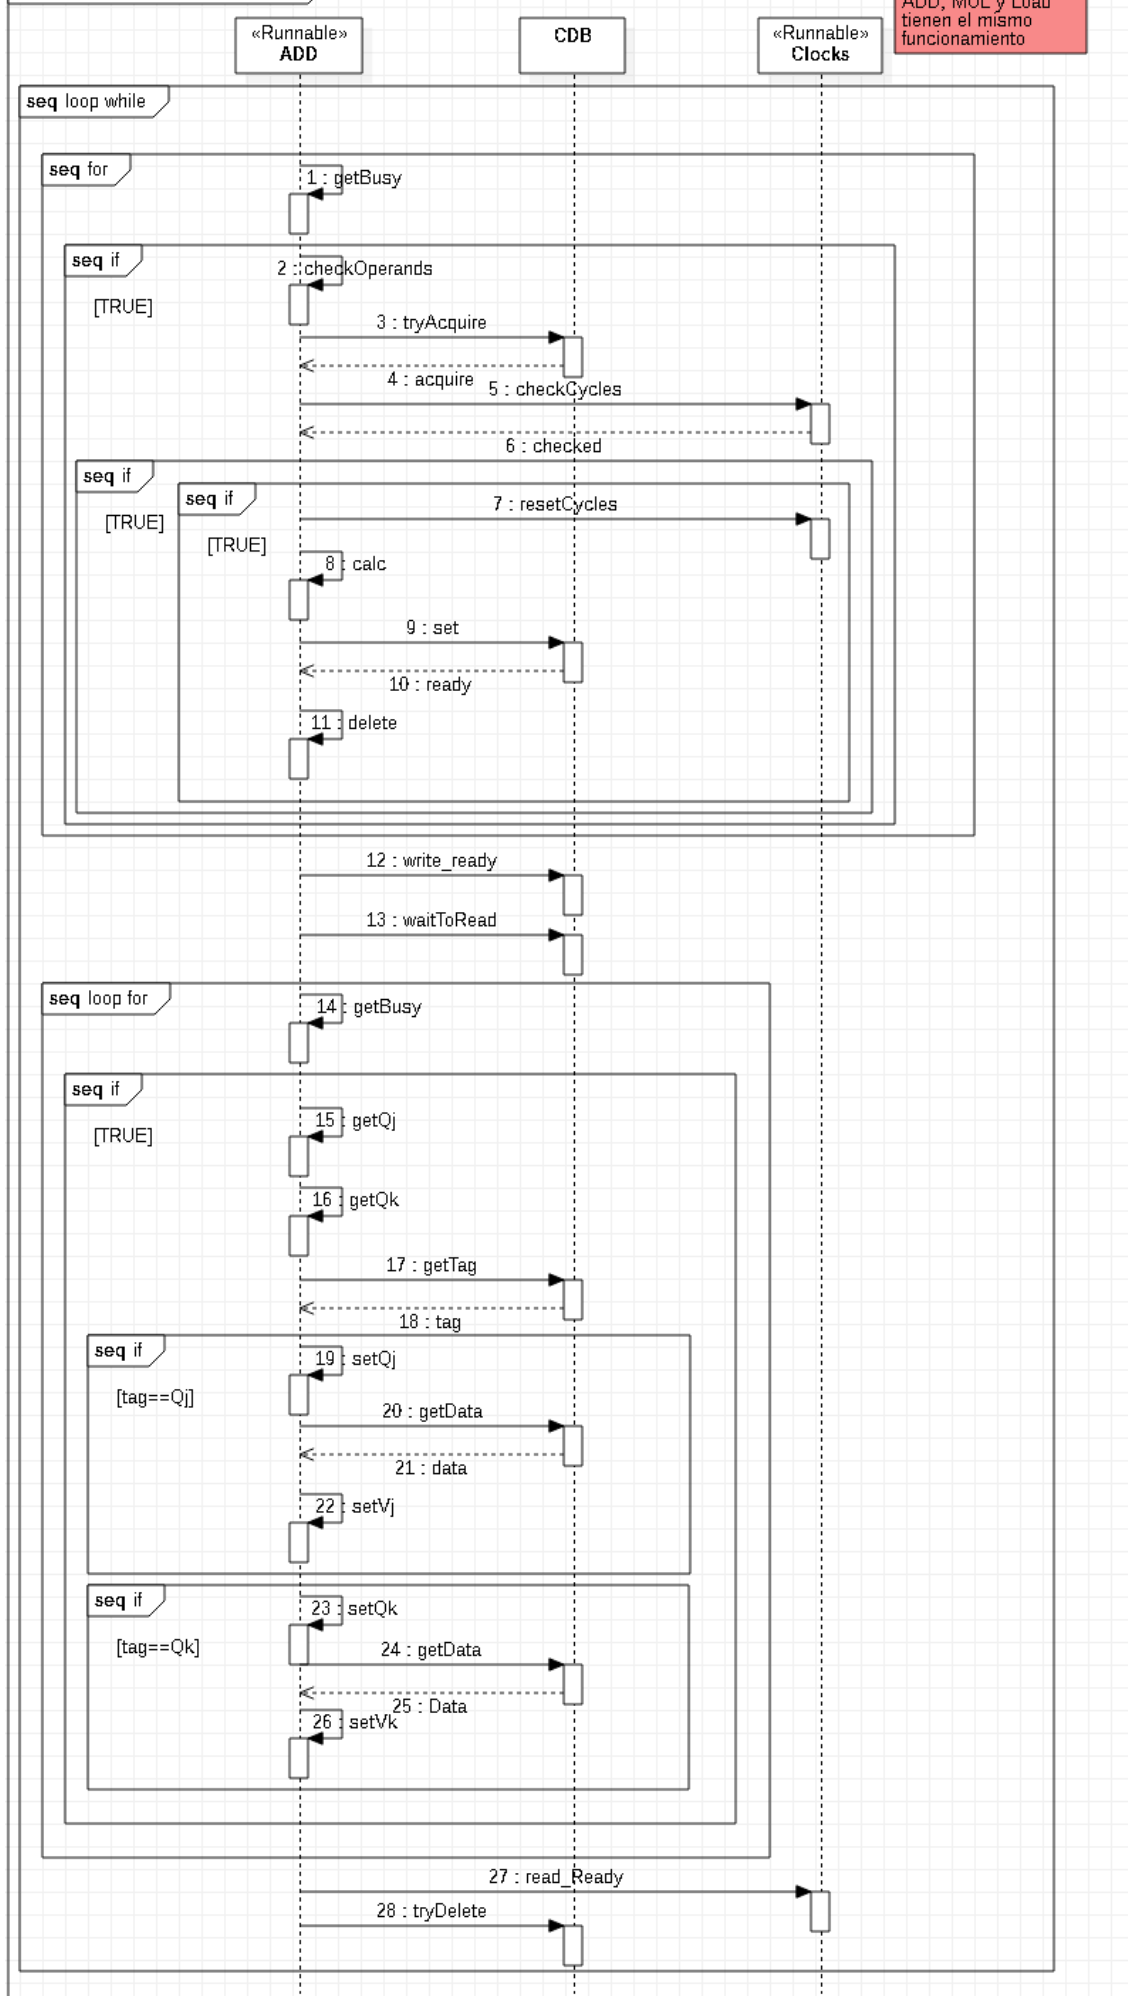 ADD, MUL y Load
tienen el mismo
funcionamiento
«Runnable»
ADD
CDB
«Runnable»
Clocks
seq loop while
seq for
1 : getBusy
seq if
2 : checkOperands
[TRUE]
3 : tryAcquire
4 : acquire
5 : checkCycles
6 : checked
seq if
seq if
7 : resetCycles
[TRUE]
[TRUE]
8 : calc
9 : set
10 : ready
11 : delete
12 : write_ready
13 : waitToRead
seq loop for
14 : getBusy
seq if
15 : getQj
[TRUE]
16 : getQk
17 : getTag
18 : tag
seq if
19 : setQj
[tag==Qj]
20 : getData
21 : data
22 : setVj
seq if
23 : setQk
[tag==Qk]
24 : getData
25 : Data
26 : setVk
27 : read_Ready
28 : tryDelete